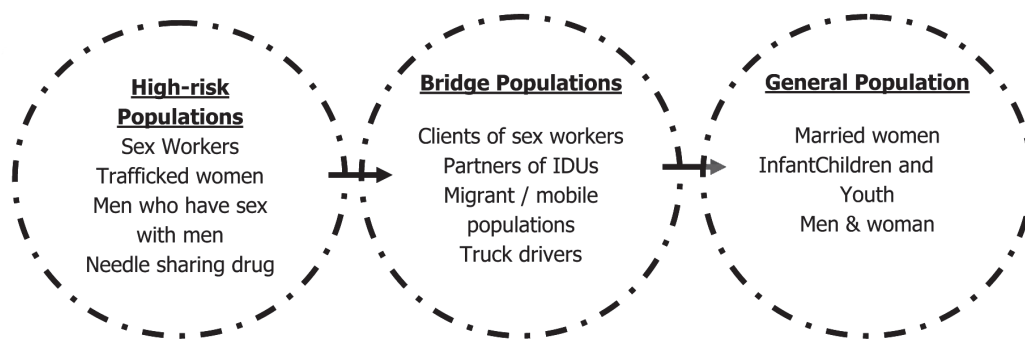 High-risk
Populations
Sex Workers
Trafficked women
Men who have sex
with men
Needle sharing drug
Bridge Populations
Clients of sex workers
Partners of IDUs
Migrant / mobile
populations
Truck drivers
General Population
Married women
InfantChildren and
Youth
Men & woman